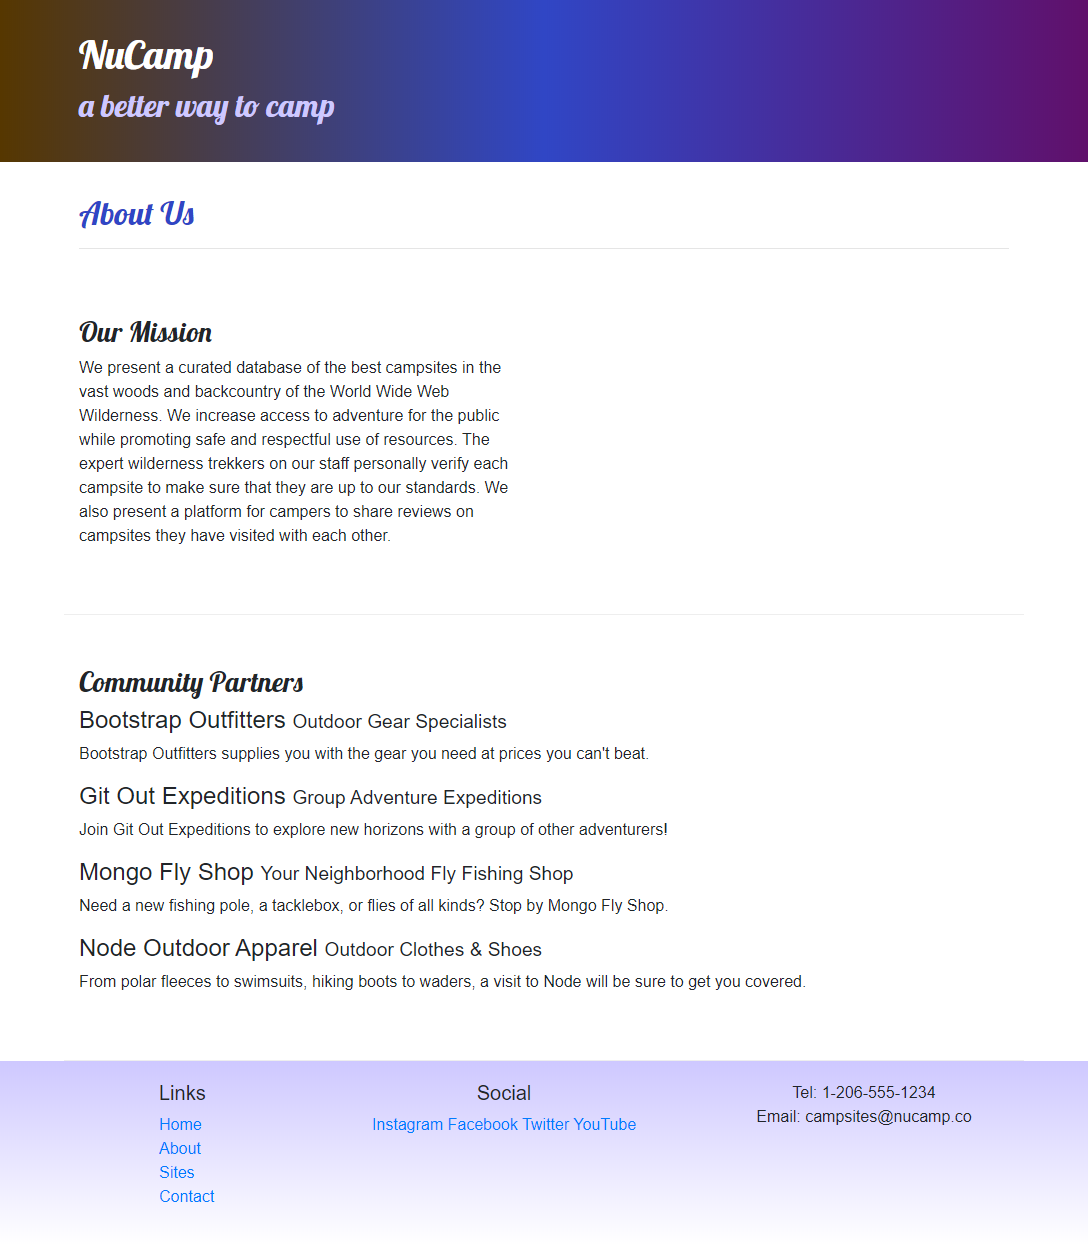 NuCamp
a better way to camp
About Us
Our Mission
We present a curated database of the best campsites in the
vast woods and backcountry of the World Wide Web
Wilderness. We increase access to adventure for the public
while promoting safe and respectful use of resources. The
expert wilderness trekkers on our staff personally verify each
campsite to make sure that they are up to our standards. We
also present a platform for campers to share reviews on
campsites they have visited with each other.
Community Partners
Bootstrap Outfitters Outdoor Gear Specialists
Bootstrap Outfitters supplies you with the gear you need at prices you can't beat.
Git Out Expeditions Group Adventure Expeditions
Join Git Out Expeditions to explore new horizons with a group of other adventurers!
Mongo Fly Shop Your Neighborhood Fly Fishing Shop
Need a new fishing pole, a tacklebox, or flies of all kinds? Stop by Mongo Fly Shop.
Node Outdoor Apparel Outdoor Clothes & Shoes
From polar fleeces to swimsuits, hiking boots to waders, a visit to Node will be sure to get you covered.
Links
Home
About
Sites
Contact
Social
Instagram Facebook Twitter YouTube
Tel: 1-206-555-1234
Email: campsites@nucamp.co